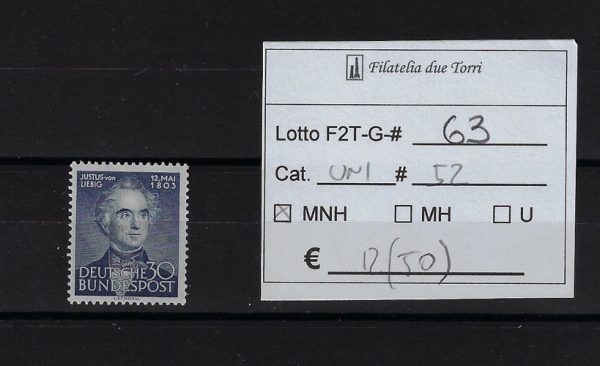 JUSTUS von LIEBIG
12. MAI 1803
DEUTSCHE 30
BUNDESPOST
Filatelia due Torri
Lotto F2T-G-# 63
Cat. UNI # 52
MNH MH U
€ 12 (50)